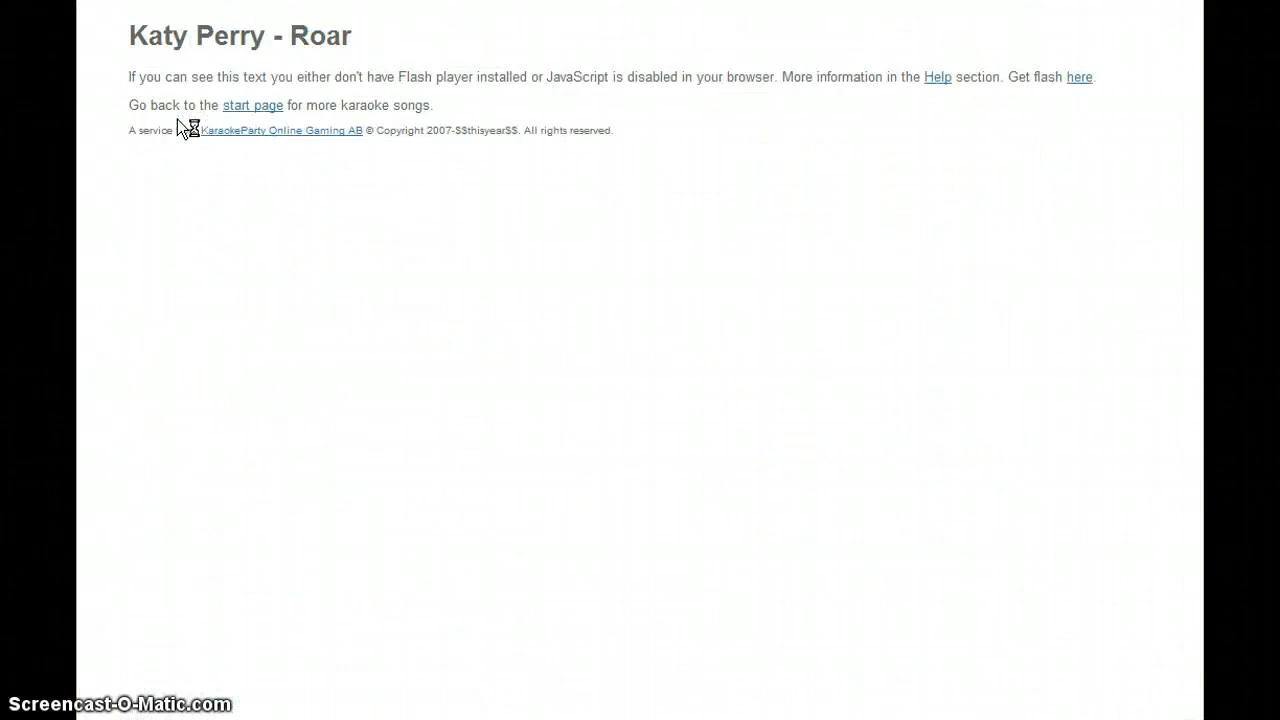 Katy Perry - Roar
If you can see this text you either don't have Flash player installed or JavaScript is disabled in your browser. More information in the Help section. Get flash here.
Go back to the start page for more karaoke songs.
A service KaraokeParty Online Gaming AB © Copyright 2007-$$thisyear$$. All rights reserved.
Screencast-O-Matic.com